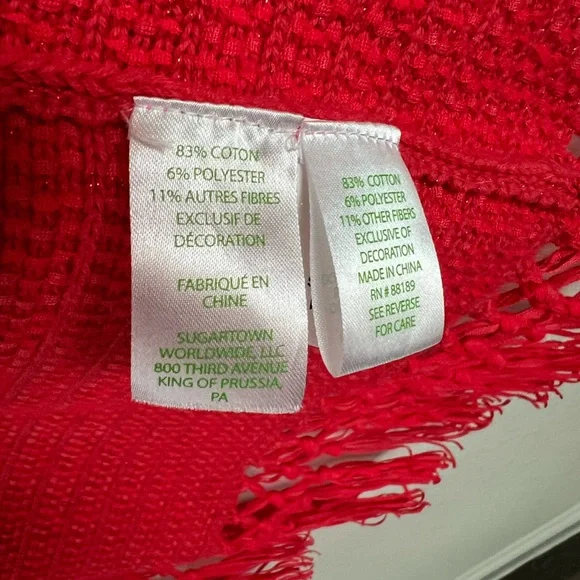 83% COTON
6% POLYESTER
11% AUTRES FIBRES
EXCLUSIF DE
DÉCORATION
FABRIQUÉ EN
CHINE
SUGARTOWN
WORLDWIDE, LLC
800 THIRD AVENUE
KING OF PRUSSIA,
PA
83% COTTON
6% POLYESTER
11% OTHER FIBERS
EXCLUSIVE OF
DECORATION
MADE IN CHINA
RN # 88189
SEE REVERSE
FOR CARE